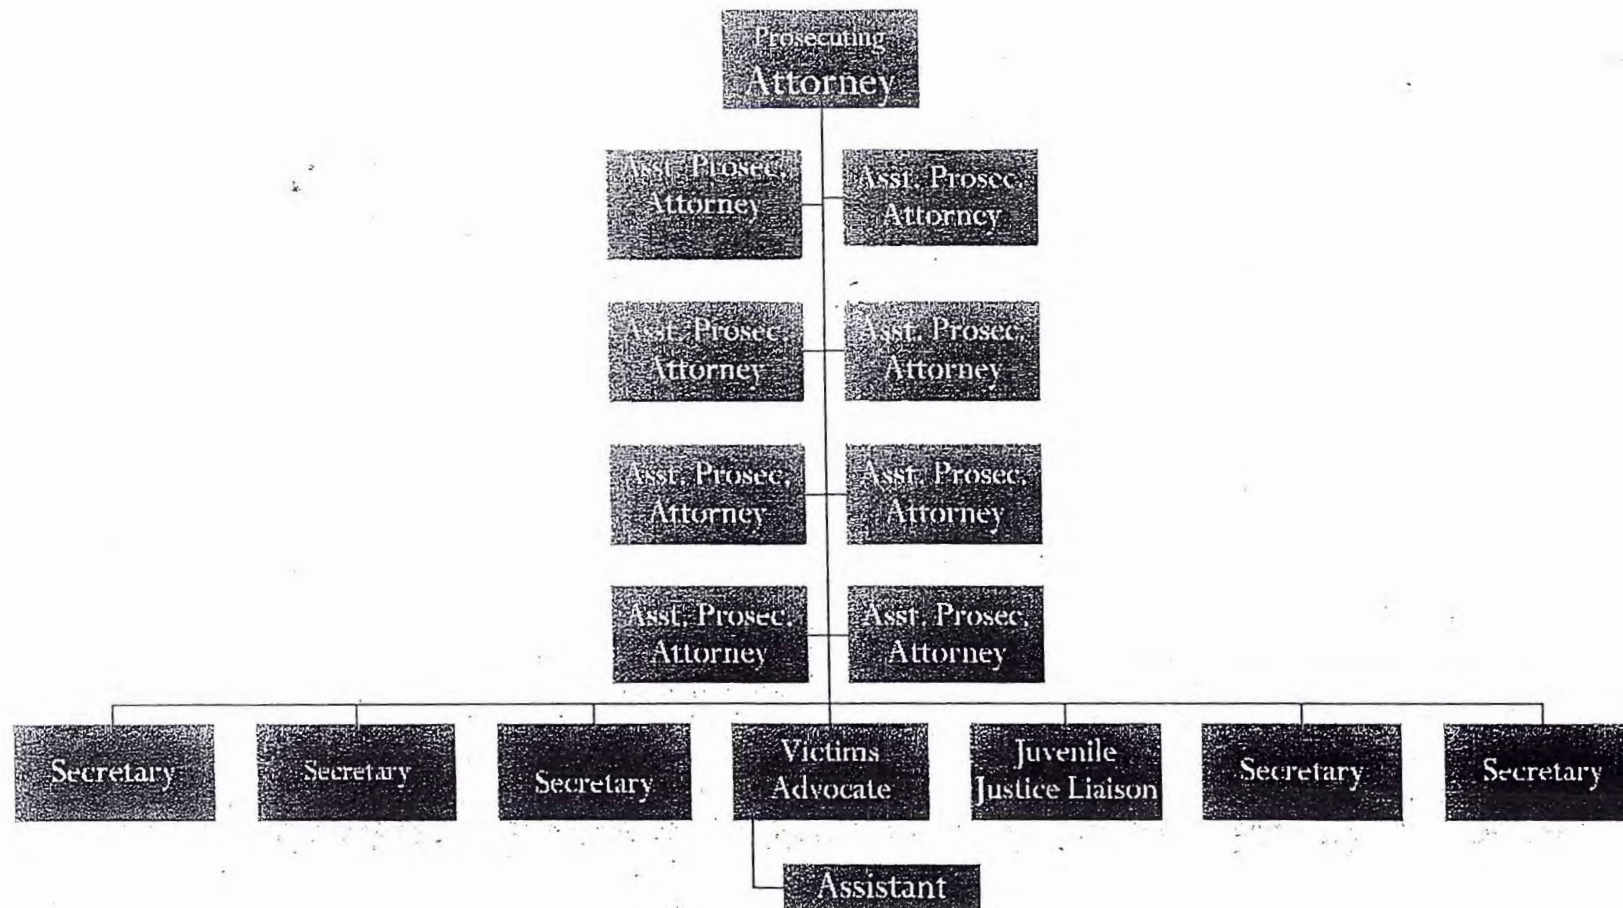 Prosecuting
Attorney
Asst. Prosec.
Attorney
Asst. Prosec.
Attorney
Asst. Prosec.
Attorney
Asst. Prosec.
Attorney
Asst. Prosec.
Attorney
Asst. Prosec.
Attorney
Asst. Prosec.
Attorney
Asst. Prosec.
Attorney
Secretary
Secretary
Secretary
Victims
Advocate
Juvenile
Justice Liaison
Secretary
Secretary
Assistant